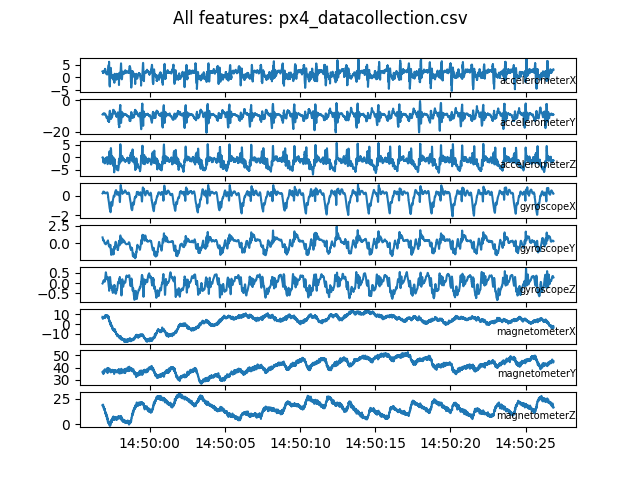 All features: px4_datacollection.csv
5
0
−5
accelerometerX
0
−20
accelerometerY
5
0
−5
accelerometerZ
0
−2
gyroscopeX
2.5
0.0
gyroscopeY
0.5
0.0
−0.5
gyroscopeZ
10
0
−10
magnetometerX
50
40
30
magnetometerY
25
0
magnetometerZ
14:50:00 14:50:05 14:50:10 14:50:15 14:50:20 14:50:25